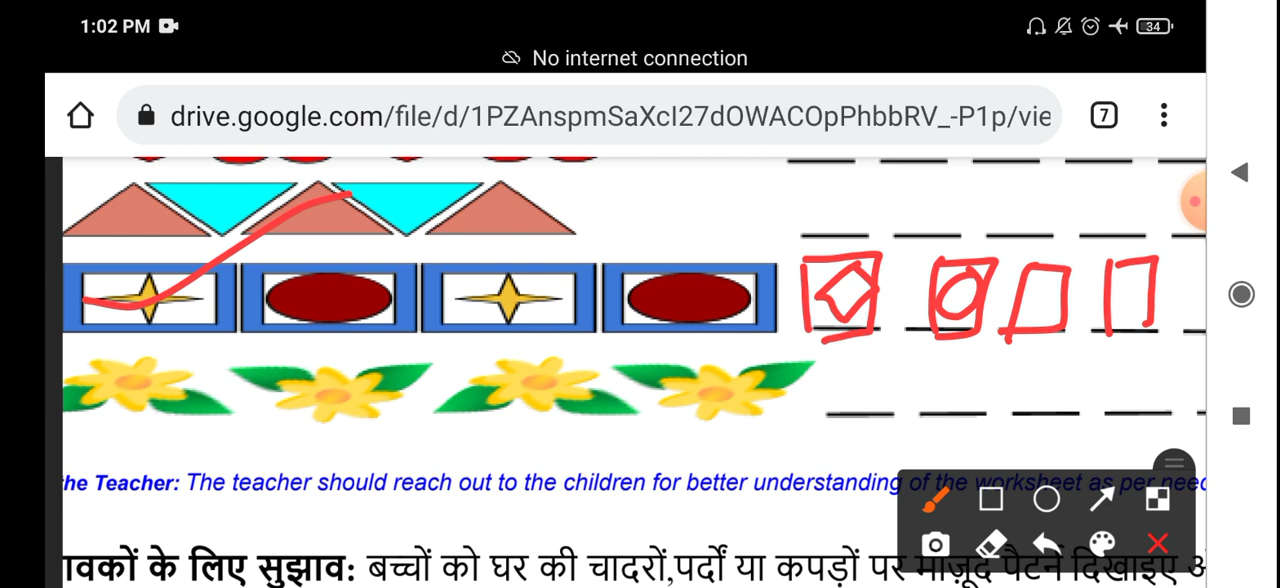 1:02 PM 34
No internet connection
drive.google.com/file/d/1PZAnspmSaXcI27dOWACOpPhbbRV_-P1p/vie 7
he Teacher: The teacher should reach out to the children for better understanding of the worksheet as per need
ावकों के लिए सुझाव: बच्चों को घर की चादरों,पर्दों या कपड़ों पर मौज़ूद पैटर्न दिखाइए